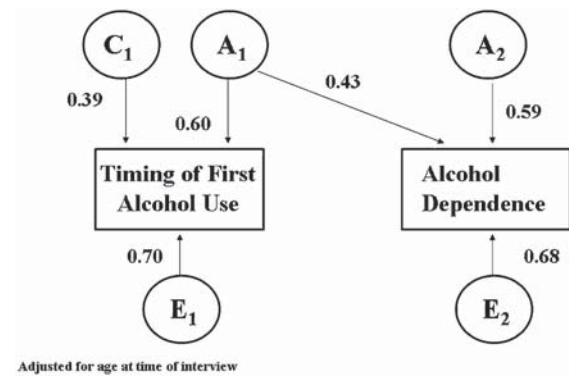 C1 A1 A2
0.39 0.60 0.43 0.59
Timing of First
Alcohol Use
Alcohol
Dependence
0.70 0.68
E1 E2
Adjusted for age at time of interview